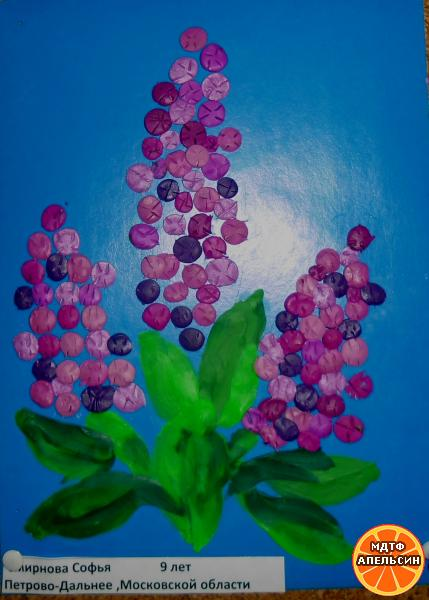 мирнова Софья 9 лет
Петрово-Дальнее ,Московской области
МДТФ
АПЕЛЬСИН